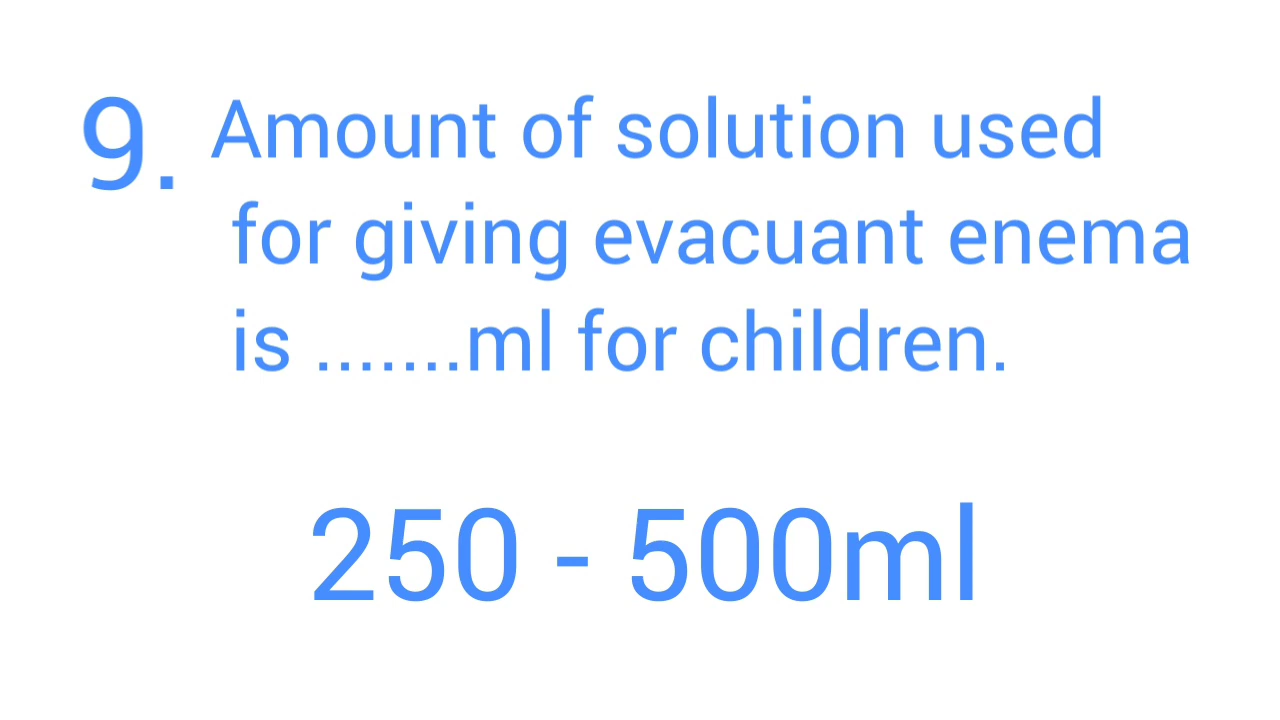 9. Amount of solution used
for giving evacuant enema
is .......ml for children.
250 - 500ml